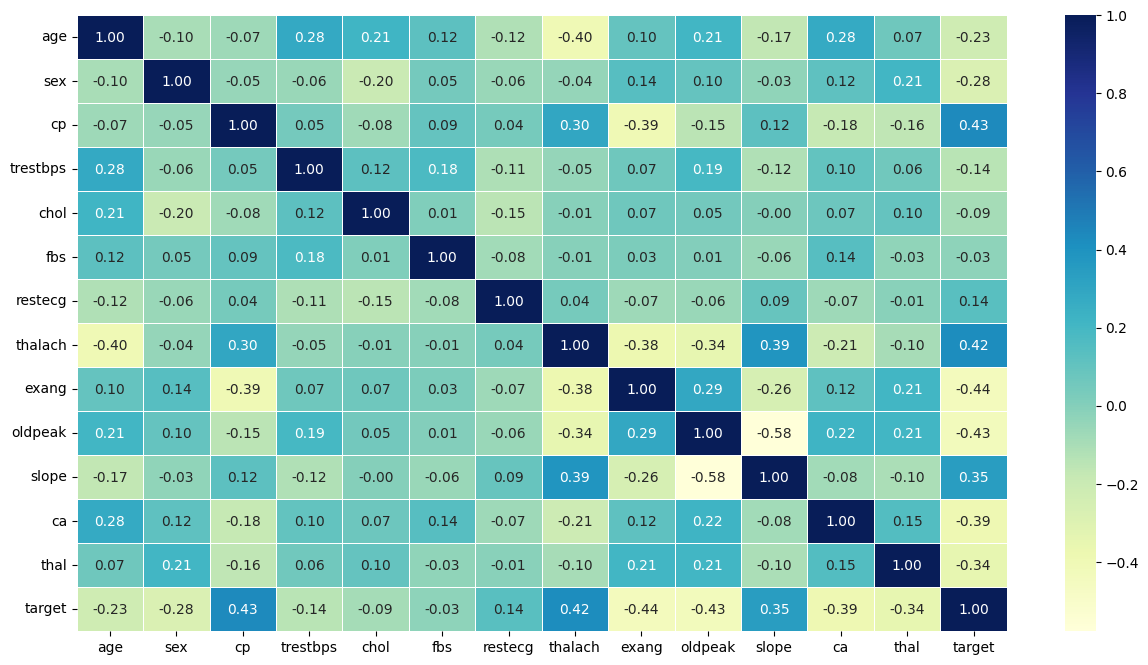 age 1.00 -0.10 -0.07 0.28 0.21 0.12 -0.12 -0.40 0.10 0.21 -0.17 0.28 0.07 -0.23
sex -0.10 1.00 -0.05 -0.06 -0.20 0.05 -0.06 -0.04 0.14 0.10 -0.03 0.12 0.21 -0.28
cp -0.07 -0.05 1.00 0.05 -0.08 0.09 0.04 0.30 -0.39 -0.15 0.12 -0.18 -0.16 0.43
trestbps 0.28 -0.06 0.05 1.00 0.12 0.18 -0.11 -0.05 0.07 0.19 -0.12 0.10 0.06 -0.14
chol 0.21 -0.20 -0.08 0.12 1.00 0.01 -0.15 -0.01 0.07 0.05 -0.00 0.07 0.10 -0.09
fbs 0.12 0.05 0.09 0.18 0.01 1.00 -0.08 -0.01 0.03 0.01 -0.06 0.14 -0.03 -0.03
restecg -0.12 -0.06 0.04 -0.11 -0.15 -0.08 1.00 0.04 -0.07 -0.06 0.09 -0.07 -0.01 0.14
thalach -0.40 -0.04 0.30 -0.05 -0.01 -0.01 0.04 1.00 -0.38 -0.34 0.39 -0.21 -0.10 0.42
exang 0.10 0.14 -0.39 0.07 0.07 0.03 -0.07 -0.38 1.00 0.29 -0.26 0.12 0.21 -0.44
oldpeak 0.21 0.10 -0.15 0.19 0.05 0.01 -0.06 -0.34 0.29 1.00 -0.58 0.22 0.21 -0.43
slope -0.17 -0.03 0.12 -0.12 -0.00 -0.06 0.09 0.39 -0.26 -0.58 1.00 -0.08 -0.10 0.35
ca 0.28 0.12 -0.18 0.10 0.07 0.14 -0.07 -0.21 0.12 0.22 -0.08 1.00 0.15 -0.39
thal 0.07 0.21 -0.16 0.06 0.10 -0.03 -0.01 -0.10 0.21 0.21 -0.10 0.15 1.00 -0.34
target -0.23 -0.28 0.43 -0.14 -0.09 -0.03 0.14 0.42 -0.44 -0.43 0.35 -0.39 -0.34 1.00
age sex cp trestbps chol fbs restecg thalach exang oldpeak slope ca thal target
1.0
0.8
0.6
0.4
0.2
0.0
−0.2
−0.4